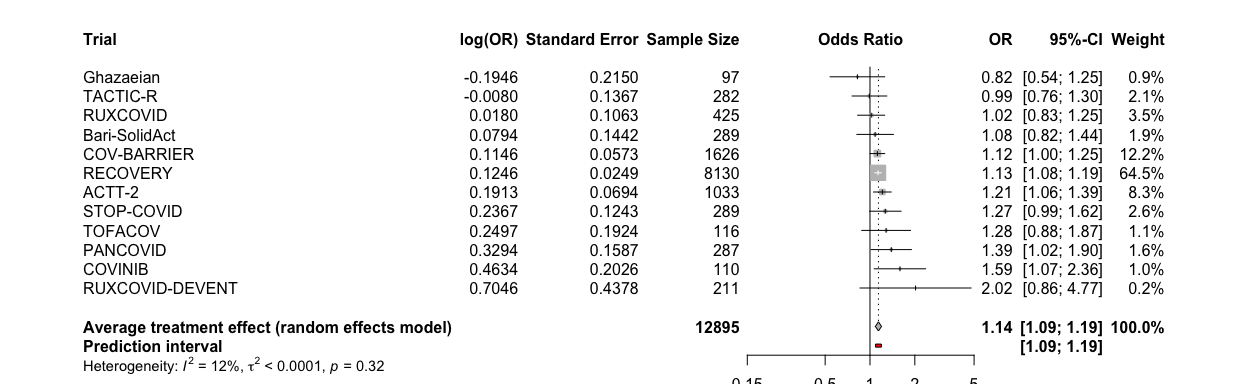 Trial log(OR) Standard Error Sample Size Odds Ratio OR 95%-CI Weight
Ghazaeian -0.1946 0.2150 97 0.82 [0.54; 1.25] 0.9%
TACTIC-R -0.0080 0.1367 282 0.99 [0.76; 1.30] 2.1%
RUXCOVID 0.0180 0.1063 425 1.02 [0.83; 1.25] 3.5%
Bari-SolidAct 0.0794 0.1442 289 1.08 [0.82; 1.44] 1.9%
COV-BARRIER 0.1146 0.0573 1626 1.12 [1.00; 1.25] 12.2%
RECOVERY 0.1246 0.0249 8130 1.13 [1.08; 1.19] 64.5%
ACTT-2 0.1913 0.0694 1033 1.21 [1.06; 1.39] 8.3%
STOP-COVID 0.2367 0.1243 289 1.27 [0.99; 1.62] 2.6%
TOFACOV 0.2497 0.1924 116 1.28 [0.88; 1.87] 1.1%
PANCOVID 0.3294 0.1587 287 1.39 [1.02; 1.90] 1.6%
COVINIB 0.4634 0.2026 110 1.59 [1.07; 2.36] 1.0%
RUXCOVID-DEVENT 0.7046 0.4378 211 2.02 [0.86; 4.77] 0.2%
Average treatment effect (random effects model) 12895 1.14 [1.09; 1.19] 100.0%
Prediction interval [1.09; 1.19]
Heterogeneity: I² = 12%, τ² < 0.0001, p = 0.32
0.15 0.5 1 2 5